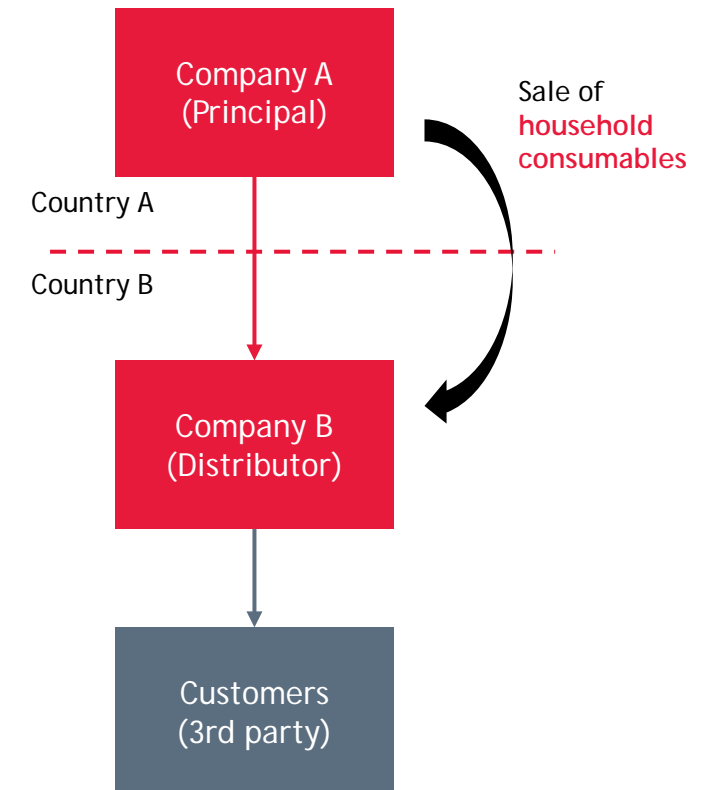 Company A
(Principal)
Sale of
household
consumables
Country A
Country B
Company B
(Distributor)
Customers
(3rd party)